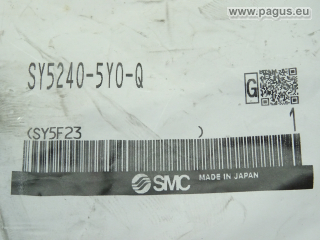 www.pagus.eu
SY5240-5Y0-Q
G
(SY5F23 ) 1
SMC MADE IN JAPAN